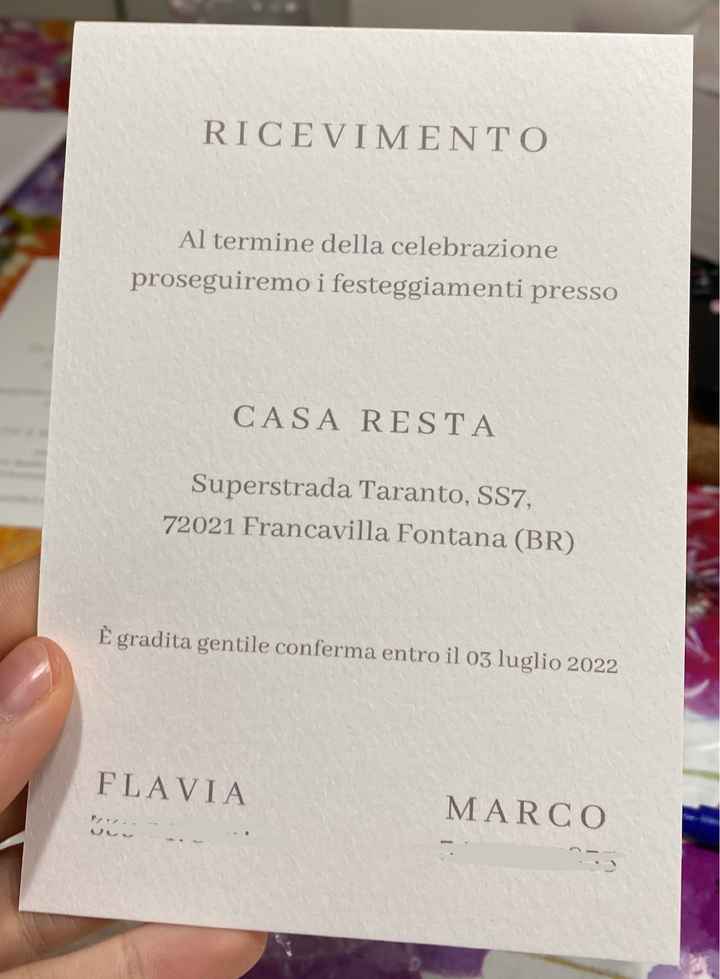 RICEVIMENTO
Al termine della celebrazione
proseguiremo i festeggiamenti presso
CASA RESTA
Superstrada Taranto, SS7,
72021 Francavilla Fontana (BR)
È gradita gentile conferma entro il 03 luglio 2022
FLAVIA
MARCO